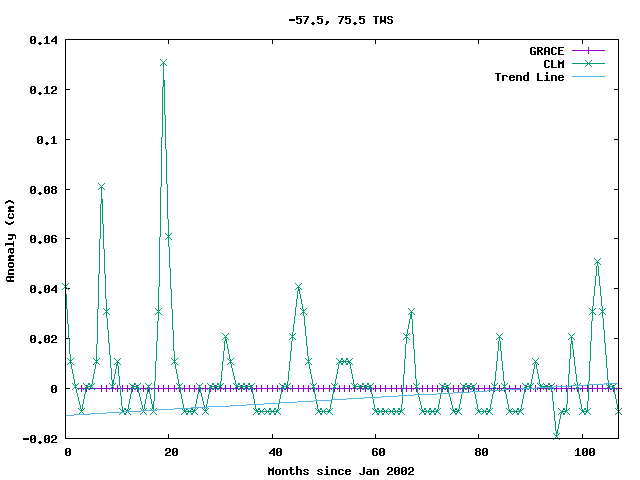 -57.5, 75.5 TWS
GRACE
CLM
Trend Line
0.14
0.12
0.1
0.08
0.06
0.04
0.02
0
-0.02
Anomaly (cm)
0 20 40 60 80 100
Months since Jan 2002